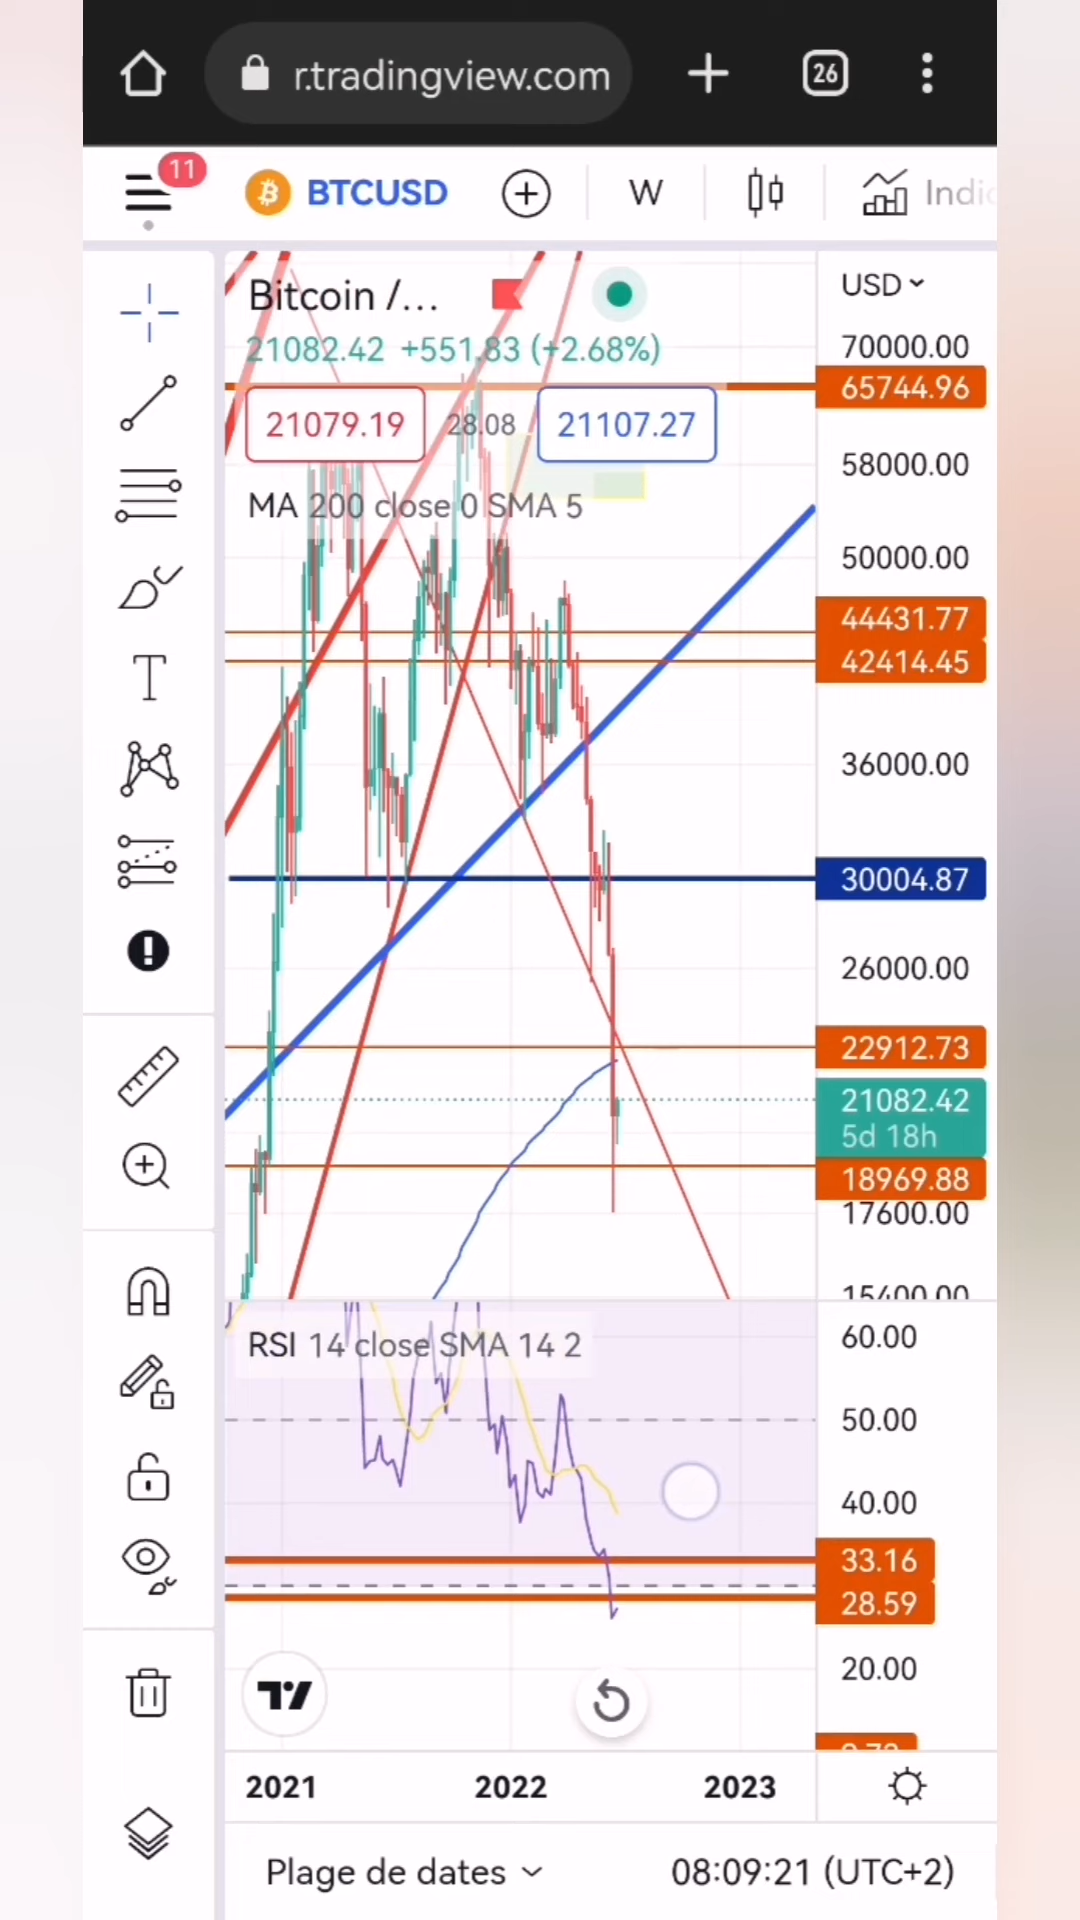 r.tradingview.com
26
11
BTCUSD
W
Indic
Bitcoin /...
USD
21082.42 +551.83 (+2.68%)
70000.00
65744.96
21079.19
28.08
21107.27
58000.00
MA 200 close 0 SMA 5
50000.00
44431.77
42414.45
36000.00
30004.87
26000.00
22912.73
21082.42
5d 18h
18969.88
17600.00
15400.00
RSI 14 close SMA 14 2
60.00
50.00
40.00
33.16
28.59
20.00
2021
2022
2023
Plage de dates
08:09:21 (UTC+2)